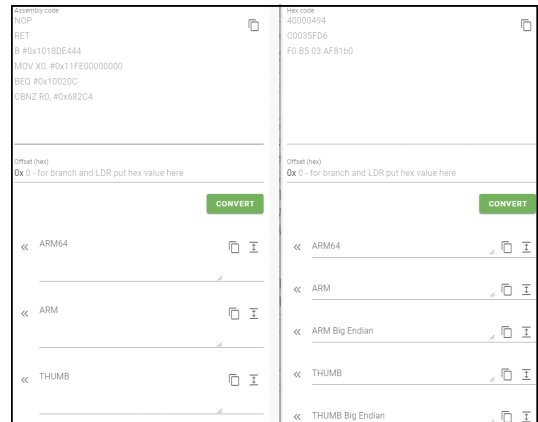 Assembly code
NOP
RET
B #0x1018DE444
MOV X0, #0x11FE00000000
BEQ #0x10020C
CBNZ R0, #0x682C4
Offset (hex)
0x 0 - for branch and LDR put hex value here
CONVERT
ARM64
ARM
THUMB
Hex code
40000494
C0035FD6
F0 B5 03 AF81b0
Offset (hex)
0x 0 - for branch and LDR put hex value here
CONVERT
ARM64
ARM
ARM Big Endian
THUMB
THUMB Big Endian